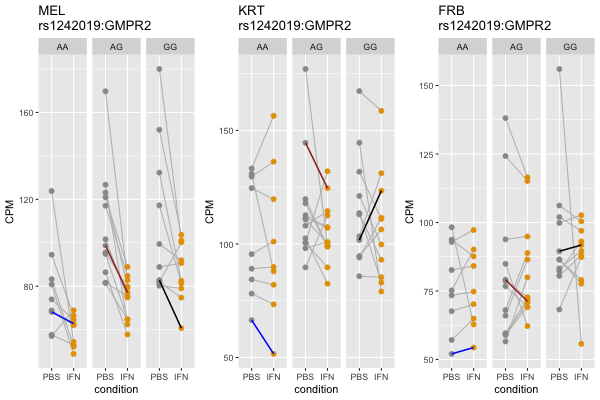 MEL
rs1242019:GMPR2
AA AG GG
160
120
80
CPM
PBS IFN PBS IFN PBS IFN
condition
KRT
rs1242019:GMPR2
AA AG GG
150
100
50
CPM
PBS IFN PBS IFN PBS IFN
condition
FRB
rs1242019:GMPR2
AA AG GG
150
125
100
75
50
CPM
PBS IFN PBS IFN PBS IFN
condition